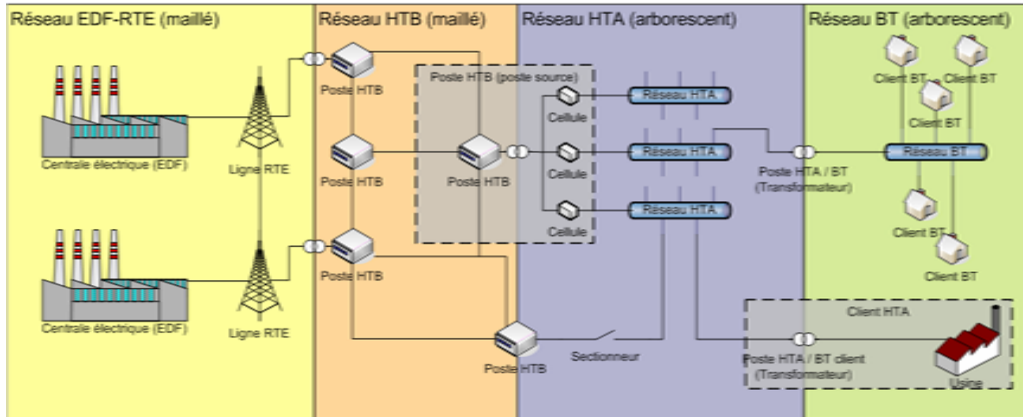 Réseau EDF-RTE (maillé)
Réseau HTB (maillé)
Réseau HTA (arborescent)
Réseau BT (arborescent)
Centrale électrique (EDF)
Ligne RTE
Centrale électrique (EDF)
Ligne RTE
Poste HTB
Poste HTB
Poste HTB
Poste HTB (poste source)
Poste HTB
Cellule
Cellule
Cellule
Poste HTB
Sectionneur
Réseau HTA
Réseau HTA
Réseau HTA
Poste HTA / BT
(Transformateur)
Client BT
Client BT
Client BT
Réseau BT
Client BT
Client BT
Client HTA
Poste HTA / BT client
(Transformateur)
Usine